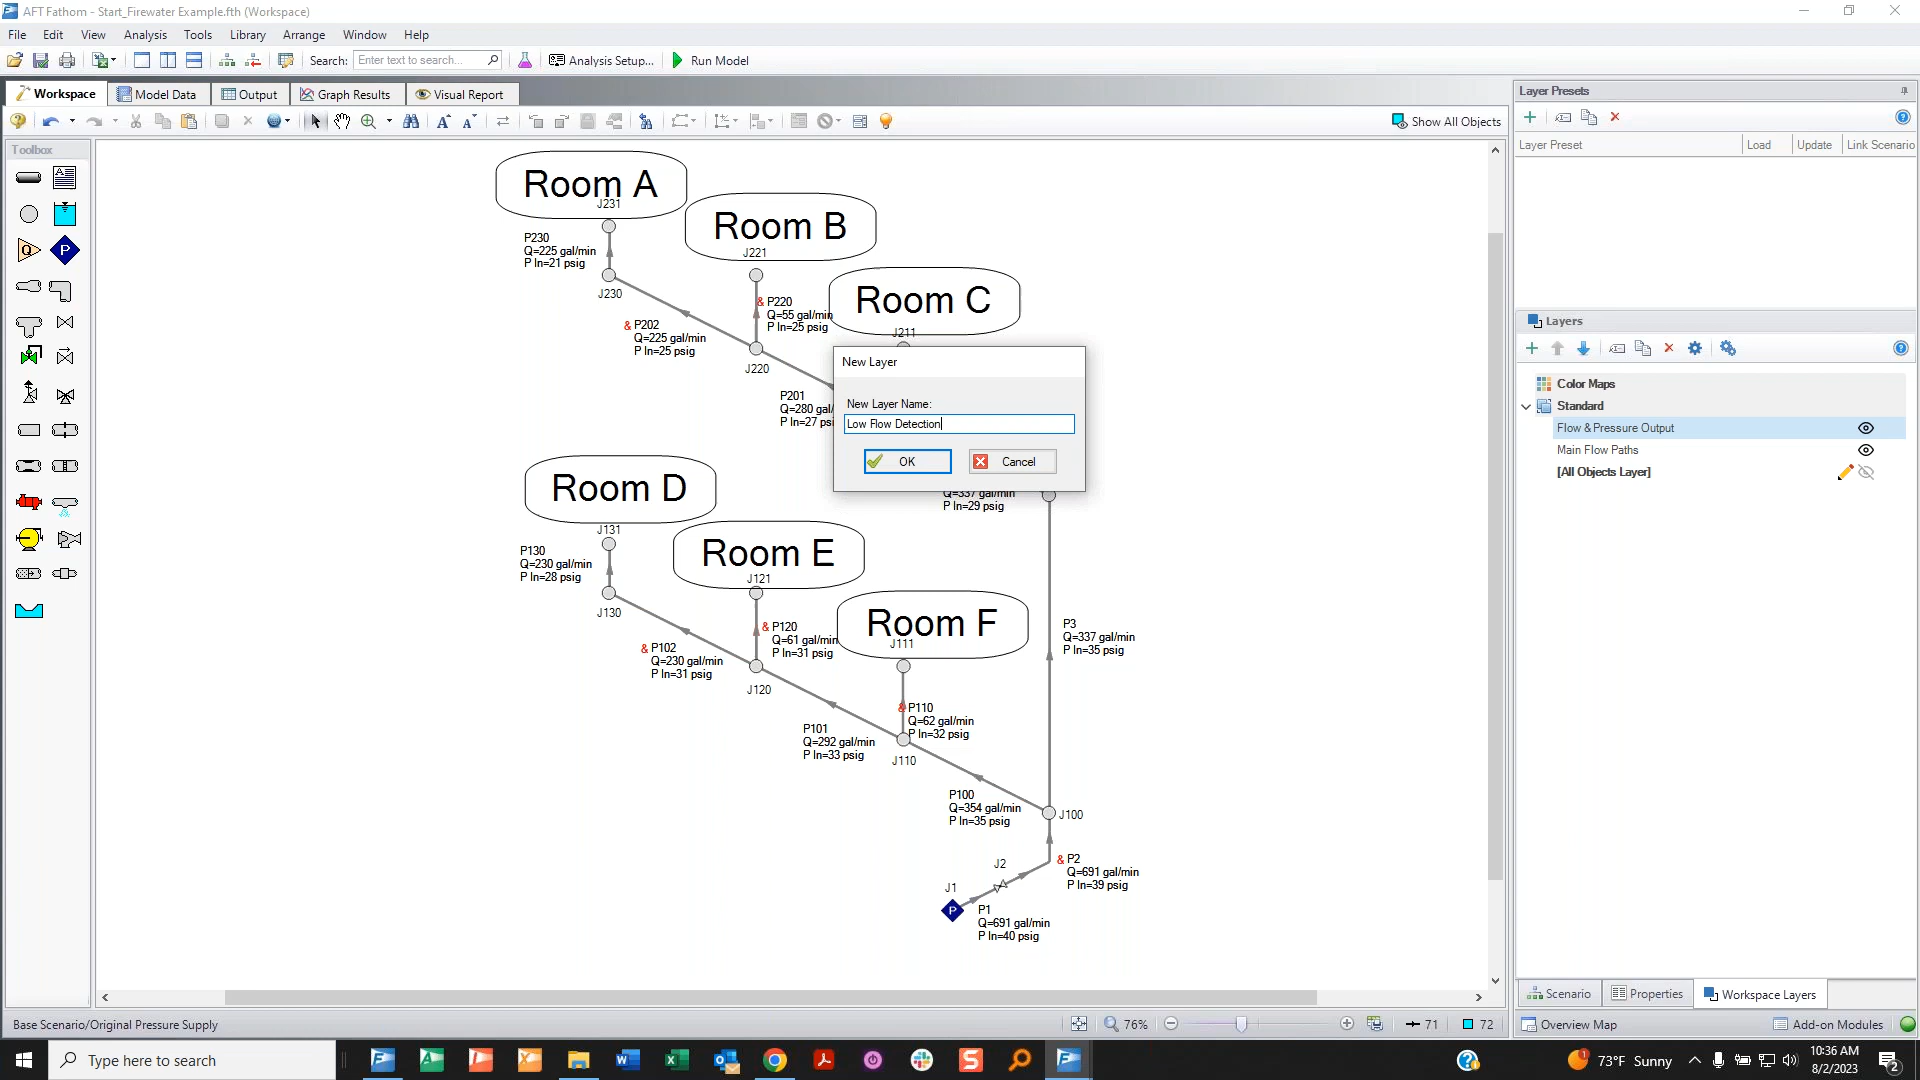 AFT Fathom - Start_Firewater Example.fth (Workspace)
File Edit View Analysis Tools Library Arrange Window Help
Search: Enter text to search... Analysis Setup... Run Model
Workspace Model Data Output Graph Results Visual Report
Show All Objects
Toolbox
Room A
J231
P230
Q=225 gal/min
P In=21 psig
J230
Room B
J221
& P220
Q=55 gal/min
P In=25 psig
& P202
Q=225 gal/min
P In=25 psig
J220
Room C
J211
P201
Q=280 gal/
P In=27 psi
New Layer
New Layer Name:
Low Flow Detection
OK Cancel
Q=337 gal/min
P In=29 psig
Room D
J131
P130
Q=230 gal/min
P In=28 psig
J130
Room E
J121
& P120
Q=61 gal/min
P In=31 psig
& P102
Q=230 gal/min
P In=31 psig
J120
Room F
J111
& P110
Q=62 gal/min
P In=32 psig
P101
Q=292 gal/min
P In=33 psig
J110
P3
Q=337 gal/min
P In=35 psig
P100
Q=354 gal/min
P In=35 psig
J100
& P2
Q=691 gal/min
P In=39 psig
J2
J1
P
P1
Q=691 gal/min
P In=40 psig
Layer Presets
Layer Preset Load Update Link Scenario
Layers
Color Maps
Standard
Flow & Pressure Output
Main Flow Paths
[All Objects Layer]
Scenario Properties Workspace Layers
Base Scenario/Original Pressure Supply
76%
71
72
Overview Map
Add-on Modules
Type here to search
73°F Sunny
10:36 AM
8/2/2023
2